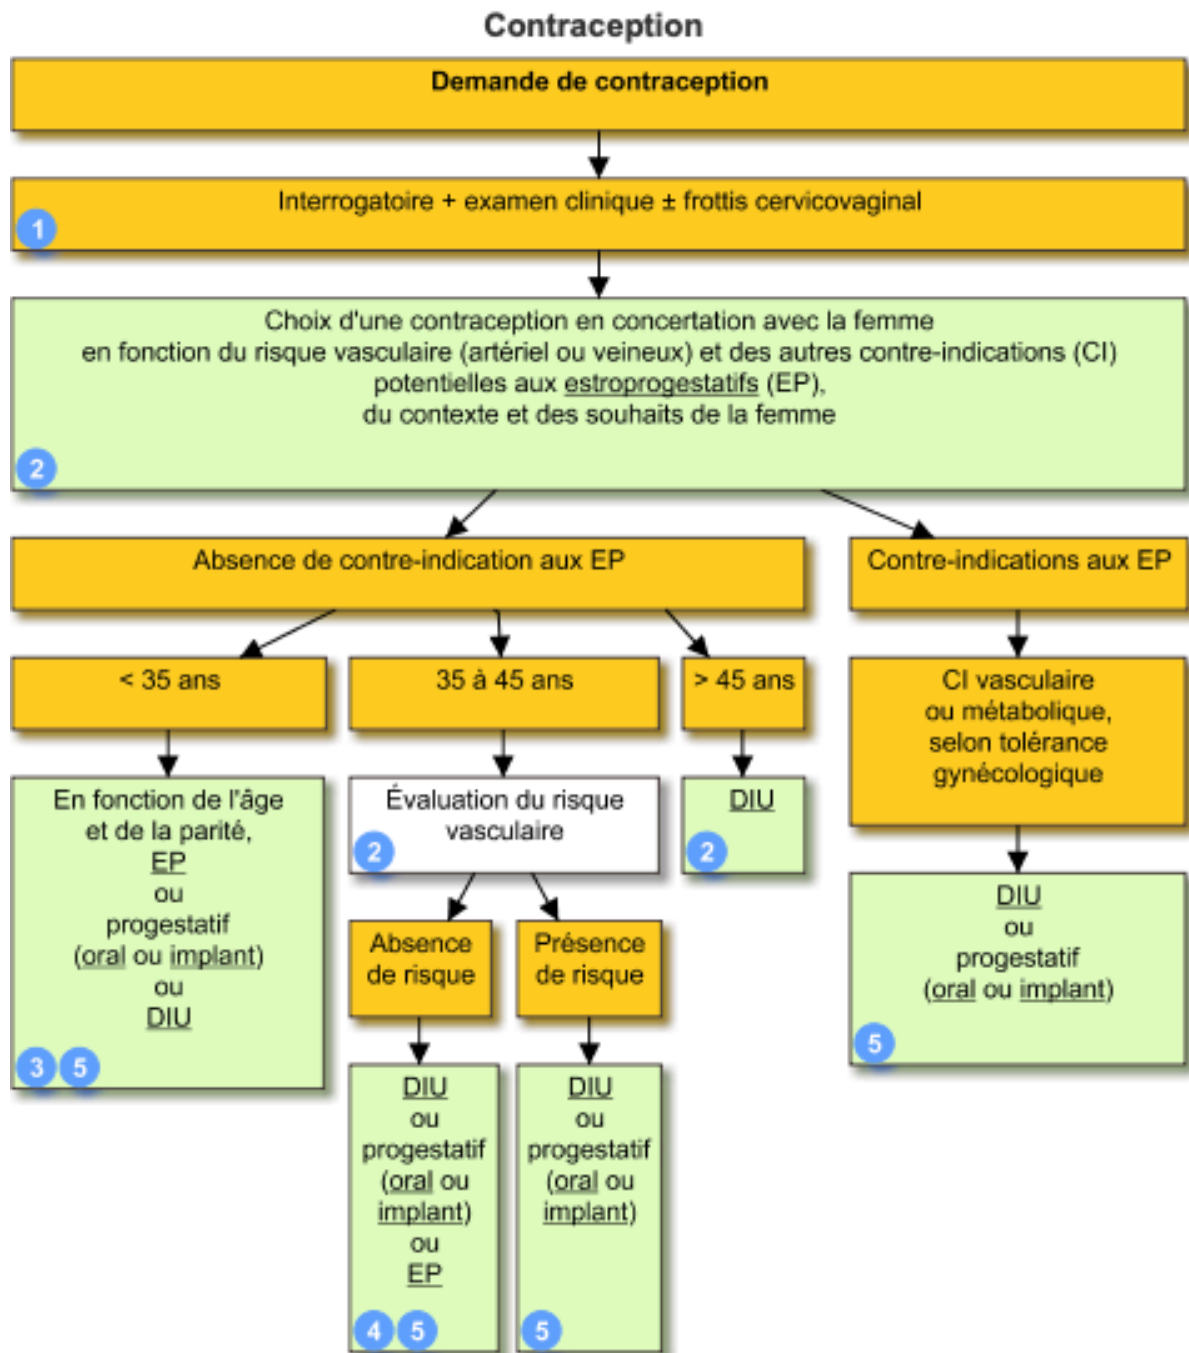 Contraception
Demande de contraception
Interrogatoire + examen clinique ± frottis cervicovaginal
1
Choix d'une contraception en concertation avec la femme
en fonction du risque vasculaire (artériel ou veineux) et des autres contre-indications (CI)
potentielles aux estroprogestatifs (EP),
du contexte et des souhaits de la femme
2
Absence de contre-indication aux EP
Contre-indications aux EP
< 35 ans
35 à 45 ans
> 45 ans
CI vasculaire
ou métabolique,
selon tolérance
gynécologique
En fonction de l'âge
et de la parité,
EP
ou
progestatif
(oral ou implant)
ou
DIU
3 5
Évaluation du risque
vasculaire
2
DIU
2
Absence
de risque
Présence
de risque
DIU
ou
progestatif
(oral ou
implant)
ou
EP
4 5
DIU
ou
progestatif
(oral ou
implant)
5
DIU
ou
progestatif
(oral ou implant)
5